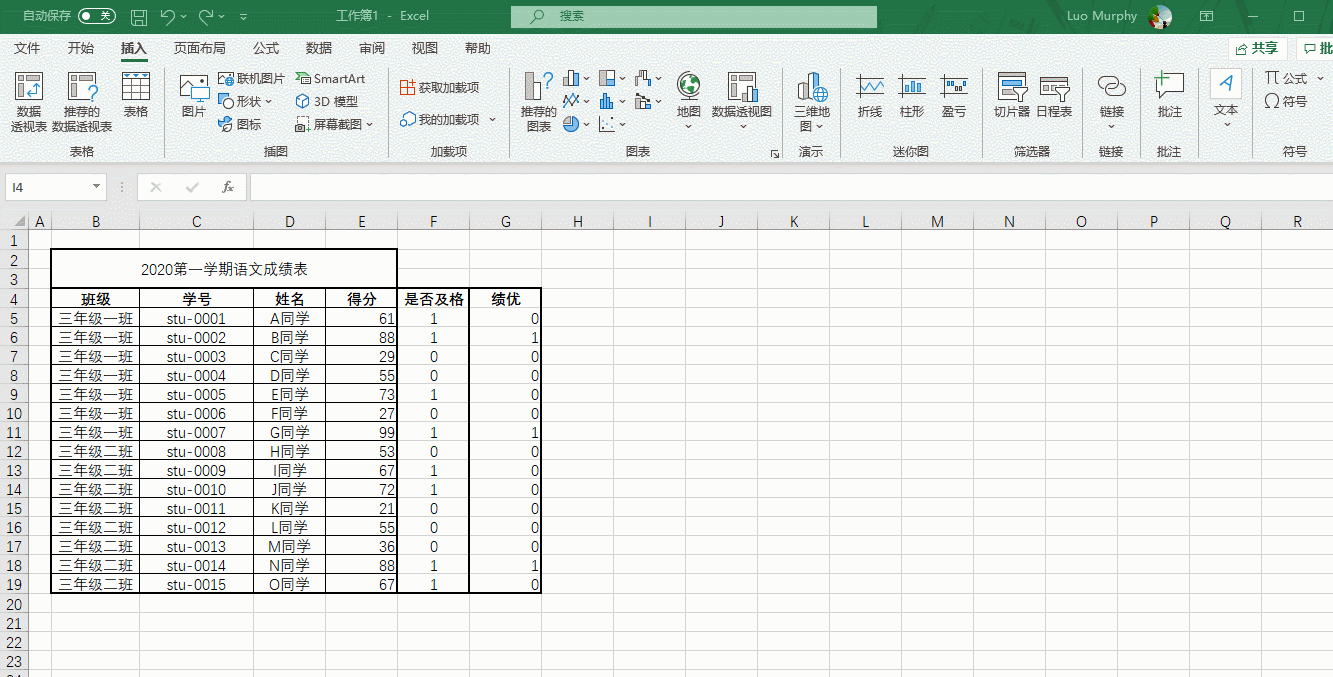 自动保存 关 工作簿1 - Excel 搜索 Luo Murphy
文件 开始 插入 页面布局 公式 数据 审阅 视图 帮助 共享 批
数据
透视表
推荐的
数据透视表
表格
表格
图片
联机图片
形状
图标
SmartArt
3D 模型
屏幕截图
插图
获取加载项
我的加载项
加载项
推荐的
图表
地图
数据透视图
图表
三维地
图
演示
折线
柱形
盈亏
迷你图
切片器
日程表
筛选器
链接
链接
批注
批注
文本
公式
符号
符号
I4 fx
A B C D E F G H I J K L M N O P Q R
1
2
2020第一学期语文成绩表
3
4 班级 学号 姓名 得分 是否及格 绩优
5 三年级一班 stu-0001 A同学 61 1 0
6 三年级一班 stu-0002 B同学 88 1 1
7 三年级一班 stu-0003 C同学 29 0 0
8 三年级一班 stu-0004 D同学 55 0 0
9 三年级一班 stu-0005 E同学 73 1 0
10 三年级一班 stu-0006 F同学 27 0 0
11 三年级一班 stu-0007 G同学 99 1 1
12 三年级二班 stu-0008 H同学 53 0 0
13 三年级二班 stu-0009 I同学 67 1 0
14 三年级二班 stu-0010 J同学 72 1 0
15 三年级二班 stu-0011 K同学 21 0 0
16 三年级二班 stu-0012 L同学 55 0 0
17 三年级二班 stu-0013 M同学 36 0 0
18 三年级二班 stu-0014 N同学 88 1 1
19 三年级二班 stu-0015 O同学 67 1 0
20
21
22
23